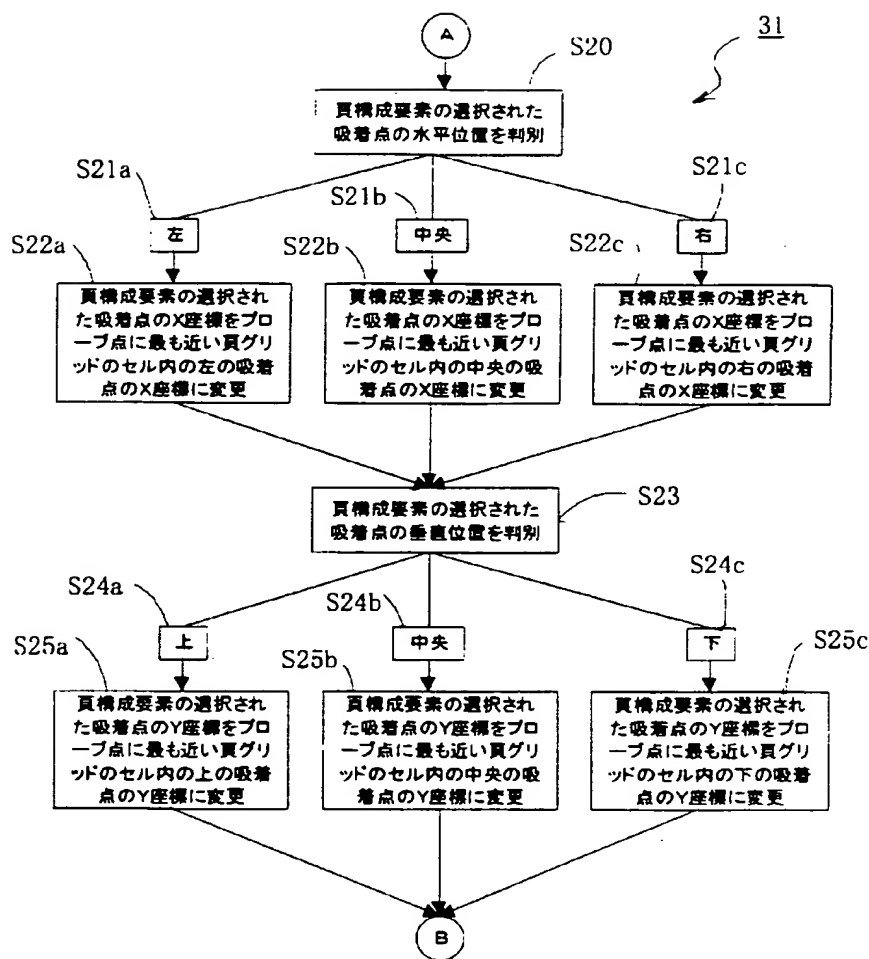 A
31
S20
頁構成要素の選択された
吸着点の水平位置を判別
S21a
S21b
S21c
左
中央
右
S22a
S22b
S22c
頁構成要素の選択され
た吸着点のX座標をプロ
ーブ点に最も近い頁グリ
ッドのセル内の左の吸着
点のX座標に変更
頁構成要素の選択され
た吸着点のX座標をプロ
ーブ点に最も近い頁グリ
ッドのセル内の中央の吸
着点のX座標に変更
頁構成要素の選択され
た吸着点のX座標をプロ
ーブ点に最も近い頁グリ
ッドのセル内の右の吸着
点のX座標に変更
S23
頁構成要素の選択された
吸着点の垂直位置を判別
S24a
S24b
S24c
上
中央
下
S25a
S25b
S25c
頁構成要素の選択され
た吸着点のY座標をプロ
ーブ点に最も近い頁グリ
ッドのセル内の上の吸着
点のY座標に変更
頁構成要素の選択され
た吸着点のY座標をプロ
ーブ点に最も近い頁グリ
ッドのセル内の中央の吸
着点のY座標に変更
頁構成要素の選択され
た吸着点のY座標をプロ
ーブ点に最も近い頁グリ
ッドのセル内の下の吸着
点のY座標に変更
B